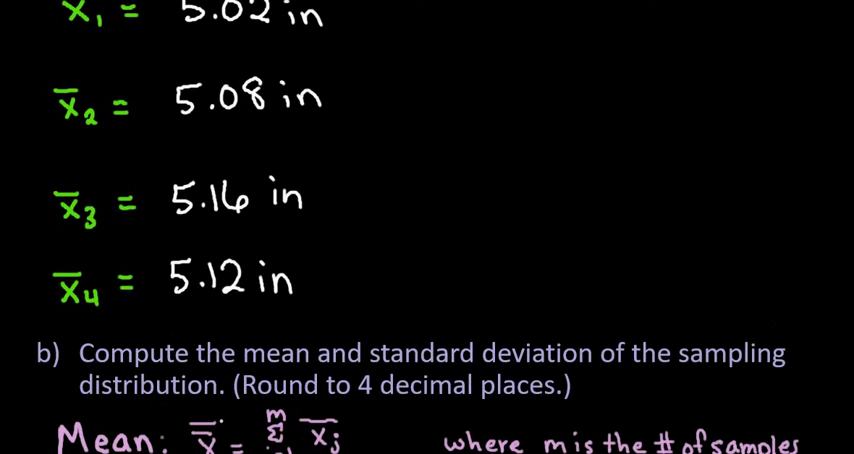 x̄₁ = 5.02 in
x̄₂ = 5.08 in
x̄₃ = 5.16 in
x̄₄ = 5.12 in
b) Compute the mean and standard deviation of the sampling
distribution. (Round to 4 decimal places.)
Mean: x̿ = m Σ x̄ⱼ where m is the # of samples